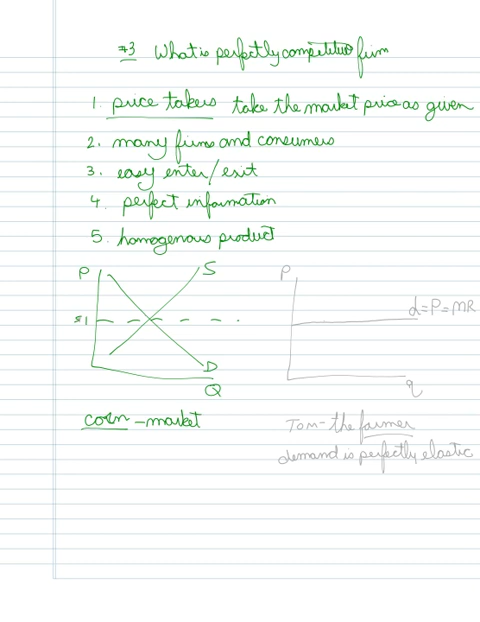 #3 What is perfectly competitive firm
1. price takers take the market price as given
2. many firms and consumers
3. easy enter/exit
4. perfect information
5. homogenous product
P S
$1
D
Q
P
d=P=MR
q
corn - market
Tom - the farmer
demand is perfectly elastic